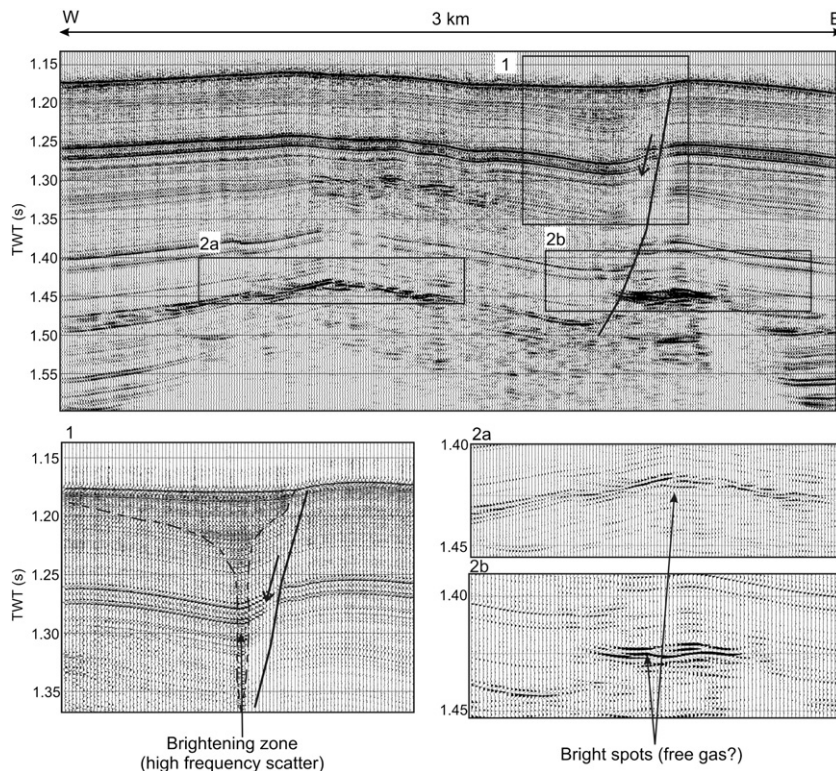 W
3 km
E
1
1.15
1.20
1.25
1.30
1.35
1.40
1.45
1.50
1.55
TWT (s)
2a
2b
1
1.15
1.20
1.25
1.30
1.35
TWT (s)
Brightening zone
(high frequency scatter)
2a
1.40
1.45
2b
1.40
1.45
Bright spots (free gas?)